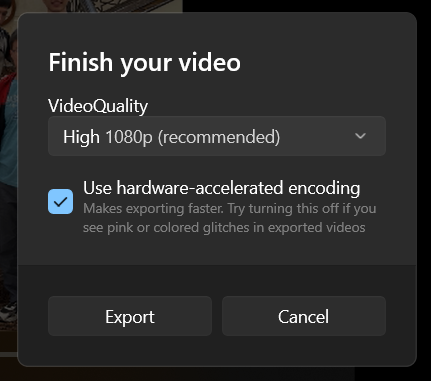 Finish your video
VideoQuality
High 1080p (recommended)
Use hardware-accelerated encoding
Makes exporting faster. Try turning this off if you
see pink or colored glitches in exported videos
Export
Cancel